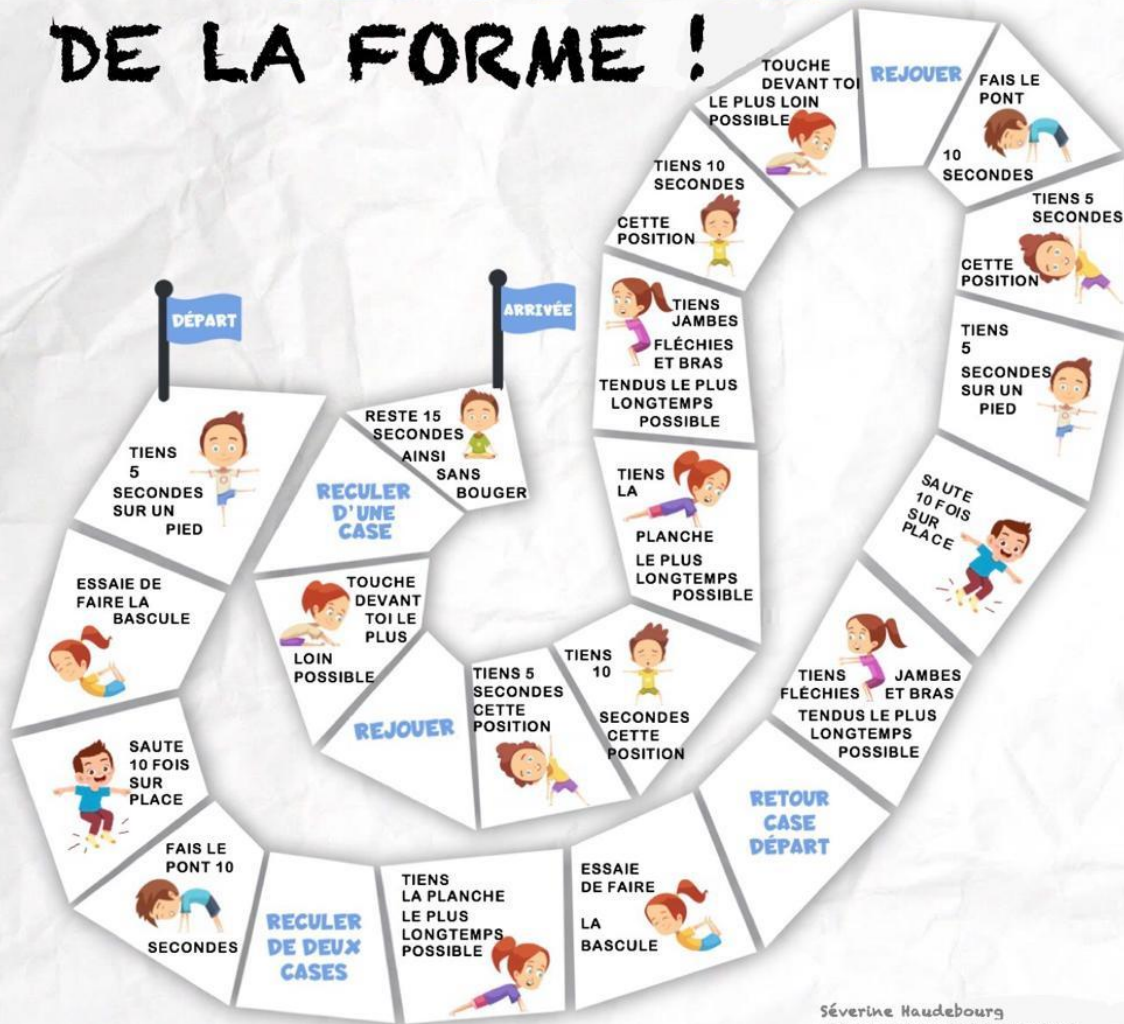 DE LA FORME !
DÉPART
TIENS
5
SECONDES
SUR UN
PIED
ESSAIE DE
FAIRE LA
BASCULE
SAUTE
10 FOIS
SUR
PLACE
FAIS LE
PONT 10
SECONDES
RECULER
DE DEUX
CASES
TIENS
LA PLANCHE
LE PLUS
LONGTEMPS
POSSIBLE
ESSAIE
DE FAIRE
LA
BASCULE
RETOUR
CASE
DÉPART
TIENS JAMBES
FLÉCHIES ET BRAS
TENDUS LE PLUS
LONGTEMPS
POSSIBLE
SAUTE
10 FOIS
SUR
PLACE
TIENS
5
SECONDES
SUR UN
PIED
TIENS 5
SECONDES
CETTE
POSITION
FAIS LE
PONT
10
SECONDES
REJOUER
TOUCHE
DEVANT TOI
LE PLUS LOIN
POSSIBLE
TIENS 10
SECONDES
CETTE
POSITION
TIENS
JAMBES
FLÉCHIES
ET BRAS
TENDUS LE PLUS
LONGTEMPS
POSSIBLE
TIENS
LA
PLANCHE
LE PLUS
LONGTEMPS
POSSIBLE
TIENS
10
SECONDES
CETTE
POSITION
TIENS 5
SECONDES
CETTE
POSITION
REJOUER
TOUCHE
DEVANT
TOI LE
PLUS
LOIN
POSSIBLE
RECULER
D'UNE
CASE
RESTE 15
SECONDES
AINSI
SANS
BOUGER
ARRIVÉE
Séverine Haudebourg